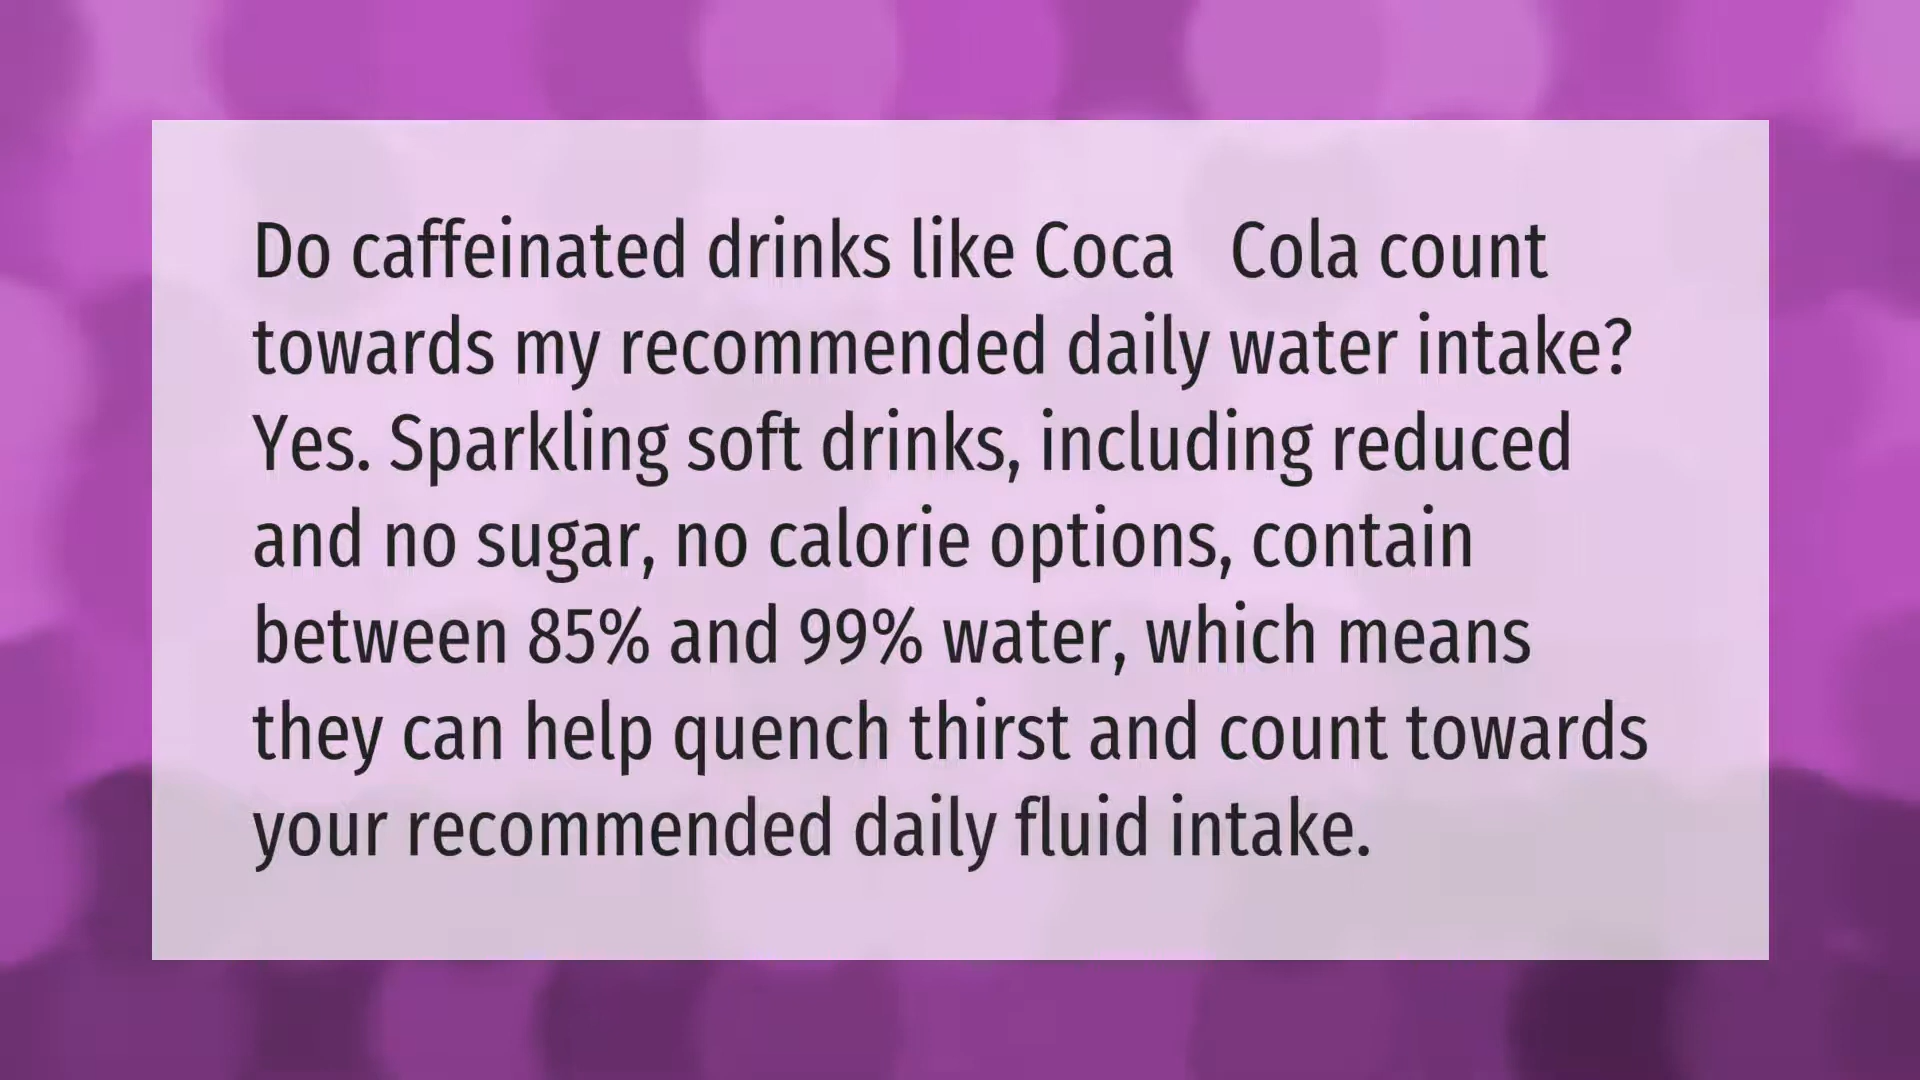 Do caffeinated drinks like Coca   Cola count
towards my recommended daily water intake?
Yes. Sparkling soft drinks, including reduced
and no sugar, no calorie options, contain
between 85% and 99% water, which means
they can help quench thirst and count towards
your recommended daily fluid intake.